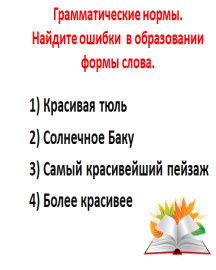 Грамматические нормы.
Найдите ошибки в образовании
формы слова.
1) Красивая тюль
2) Солнечное Баку
3) Самый красивейший пейзаж
4) Более красивее